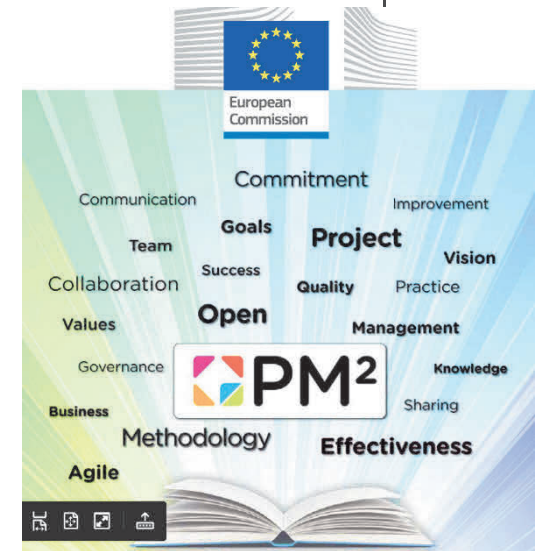 European
Commission
Commitment
Communication
Improvement
Goals
Project
Team
Vision
Success
Collaboration
Quality
Practice
Open
Values
Management
Governance
PM²
Knowledge
Sharing
Business
Methodology
Effectiveness
Agile